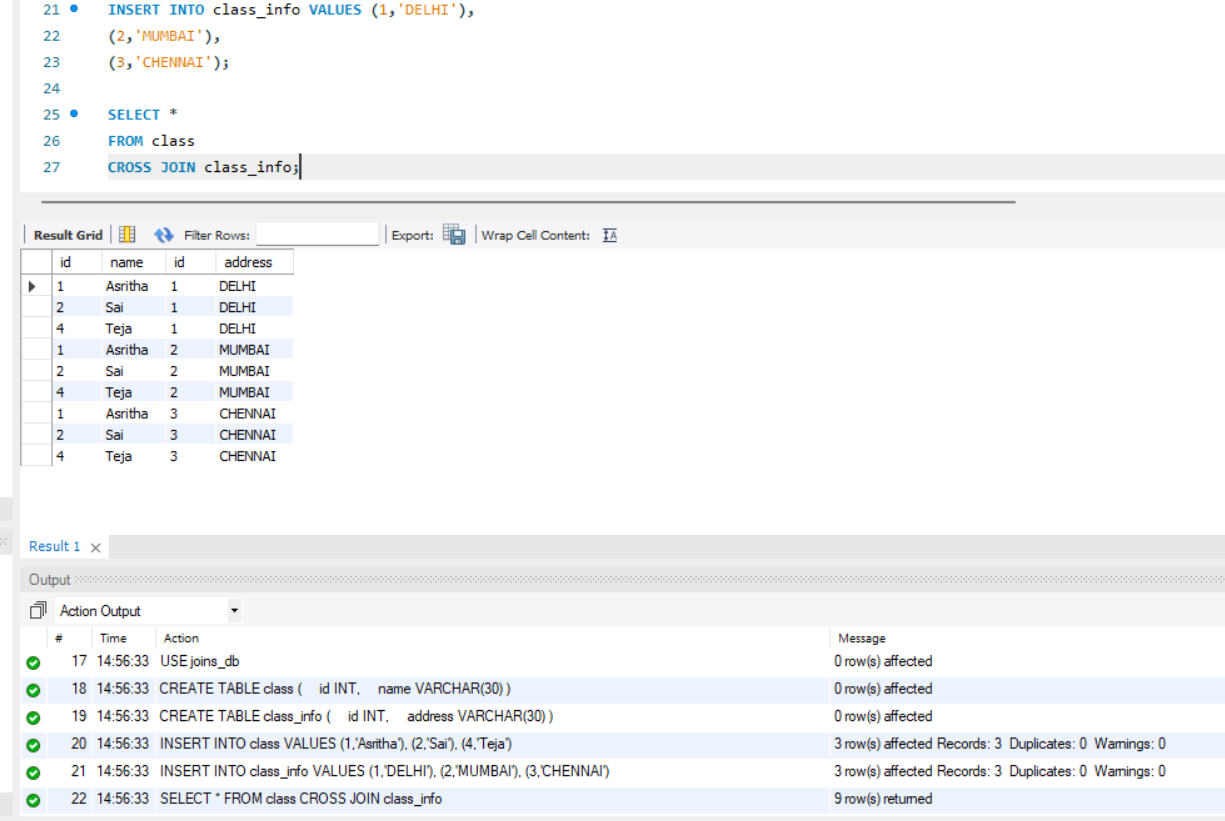 21 INSERT INTO class_info VALUES (1,'DELHI'),
22 (2,'MUMBAI'),
23 (3,'CHENNAI');
24
25 SELECT *
26 FROM class
27 CROSS JOIN class_info;
Result Grid Filter Rows: Export: Wrap Cell Content:
id name id address
1 Asritha 1 DELHI
2 Sai 1 DELHI
4 Teja 1 DELHI
1 Asritha 2 MUMBAI
2 Sai 2 MUMBAI
4 Teja 2 MUMBAI
1 Asritha 3 CHENNAI
2 Sai 3 CHENNAI
4 Teja 3 CHENNAI
Result 1
Output
Action Output
# Time Action Message
17 14:56:33 USE joins_db 0 row(s) affected
18 14:56:33 CREATE TABLE class ( id INT, name VARCHAR(30) ) 0 row(s) affected
19 14:56:33 CREATE TABLE class_info ( id INT, address VARCHAR(30) ) 0 row(s) affected
20 14:56:33 INSERT INTO class VALUES (1,'Asritha'), (2,'Sai'), (4,'Teja') 3 row(s) affected Records: 3 Duplicates: 0 Warnings: 0
21 14:56:33 INSERT INTO class_info VALUES (1,'DELHI'), (2,'MUMBAI'), (3,'CHENNAI') 3 row(s) affected Records: 3 Duplicates: 0 Warnings: 0
22 14:56:33 SELECT * FROM class CROSS JOIN class_info 9 row(s) returned